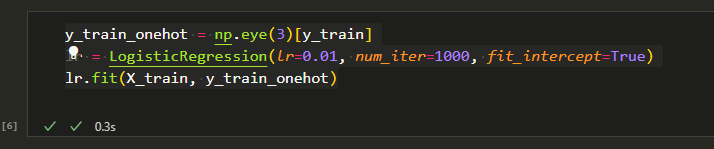 y_train_onehot = np.eye(3)[y_train]
lr = LogisticRegression(lr=0.01, num_iter=1000, fit_intercept=True)
lr.fit(X_train, y_train_onehot)
[6]
0.3s